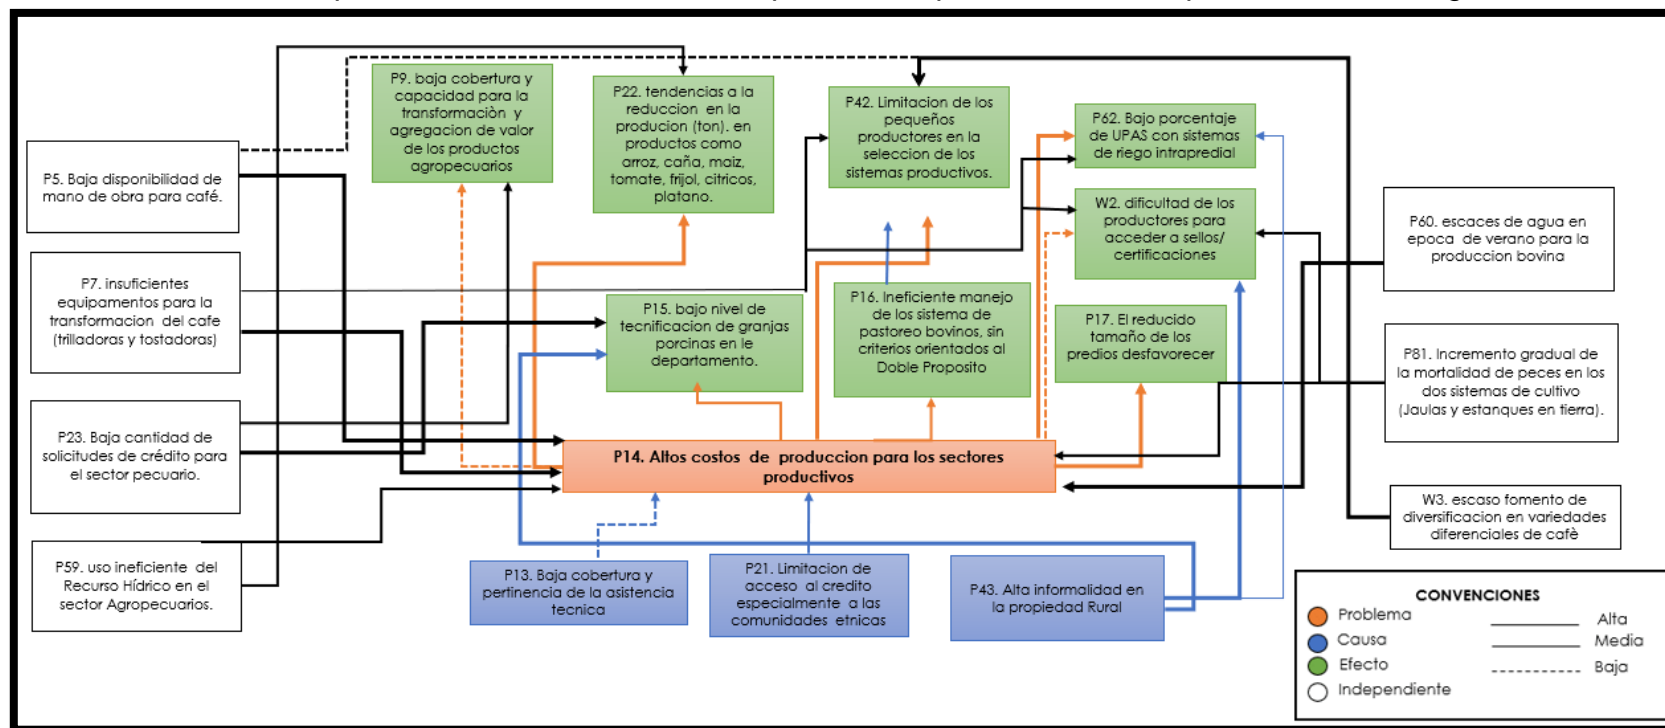 P9. baja cobertura y
capacidad para la
transformaciòn y
agregacion de valor
de los productos
agropecuarios
P22. tendencias a la
reduccion en la
producion (ton). en
productos como
arroz, caña, maiz,
tomate, frijol, citricos,
platano.
P42. Limitacion de los
pequeños
productores en la
seleccion de los
sistemas productivos.
P62. Bajo porcentaje
de UPAS con sistemas
de riego intrapredial
P5. Baja disponibilidad de
mano de obra para café.
W2. dificultad de los
productores para
acceder a sellos/
certificaciones
P60. escaces de agua en
epoca de verano para la
produccion bovina
P7. insuficientes
equipamentos para la
transformacion del cafe
(trilladoras y tostadoras)
P15. bajo nivel de
tecnificacion de granjas
porcinas en le
departamento.
P16. Ineficiente manejo
de los sistema de
pastoreo bovinos, sin
criterios orientados al
Doble Proposito
P17. El reducido
tamaño de los
predios desfavorecer
P81. Incremento gradual de
la mortalidad de peces en los
dos sistemas de cultivo
(Jaulas y estanques en tierra).
P23. Baja cantidad de
solicitudes de crédito para
el sector pecuario.
P14. Altos costos de produccion para los sectores
productivos
W3. escaso fomento de
diversificacion en variedades
diferenciales de cafè
P59. uso ineficiente del
Recurso Hídrico en el
sector Agropecuarios.
P13. Baja cobertura y
pertinencia de la asistencia
tecnica
P21. Limitacion de
acceso al credito
especialmente a las
comunidades etnicas
P43. Alta informalidad en
la propiedad Rural
CONVENCIONES
Problema
Alta
Causa
Media
Efecto
Baja
Independiente